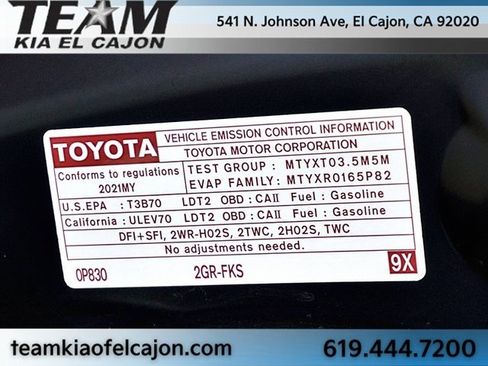 TEAM
KIA EL CAJON
541 N. Johnson Ave, El Cajon, CA 92020
TOYOTA
VEHICLE EMISSION CONTROL INFORMATION
TOYOTA MOTOR CORPORATION
Conforms to regulations
2021MY
TEST GROUP : MTYXT03.5M5M
EVAP FAMILY: MTYXR0165P82
U.S.EPA : T3B70 LDT2 OBD : CAII Fuel : Gasoline
California : ULEV70 LDT2 OBD : CAII Fuel : Gasoline
DFI+SFI, 2WR-HO2S, 2TWC, 2HO2S, TWC
No adjustments needed.
0P830 2GR-FKS 9X
teamkiaofelcajon.com 619.444.7200